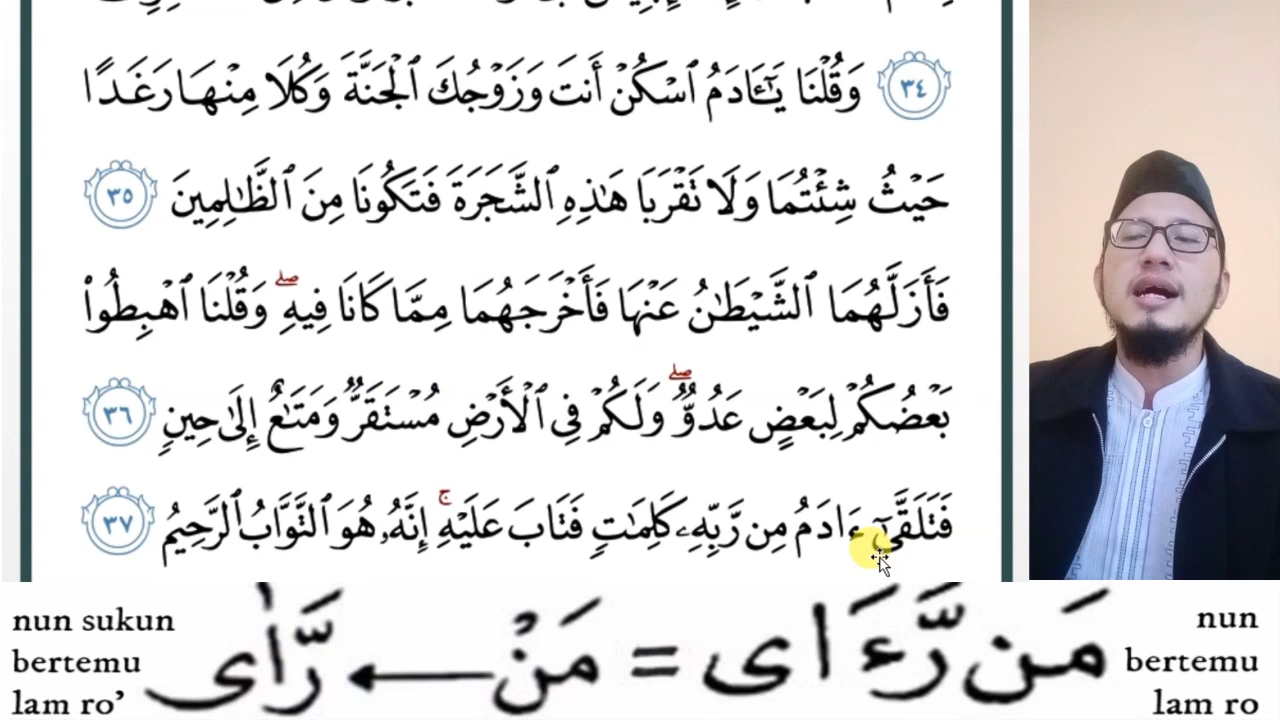 ٣٤ وَقُلْنَا يَـٰٓـَٔادَمُ ٱسْكُنْ أَنتَ وَزَوْجُكَ ٱلْجَنَّةَ وَكُلَا مِنْهَا رَغَدًا
حَيْثُ شِئْتُمَا وَلَا تَقْرَبَا هَـٰذِهِ ٱلشَّجَرَةَ فَتَكُونَا مِنَ ٱلظَّـٰلِمِينَ ٣٥
فَأَزَلَّهُمَا ٱلشَّيْطَـٰنُ عَنْهَا فَأَخْرَجَهُمَا مِمَّا كَانَا فِيهِ ۖ وَقُلْنَا ٱهْبِطُوا۟
بَعْضُكُمْ لِبَعْضٍ عَدُوٌّ ۖ وَلَكُمْ فِى ٱلْأَرْضِ مُسْتَقَرٌّ وَمَتَـٰعٌ إِلَىٰ حِينٍ ٣٦
فَتَلَقَّىٰٓ ءَادَمُ مِن رَّبِّهِۦ كَلِمَـٰتٍ فَتَابَ عَلَيْهِ ۚ إِنَّهُۥ هُوَ ٱلتَّوَّابُ ٱلرَّحِيمُ ٣٧
nun
bertemu
lam ro
مَن رَّءَ ا ى = مَنْ ← رَّاى
nun sukun
bertemu
lam ro’